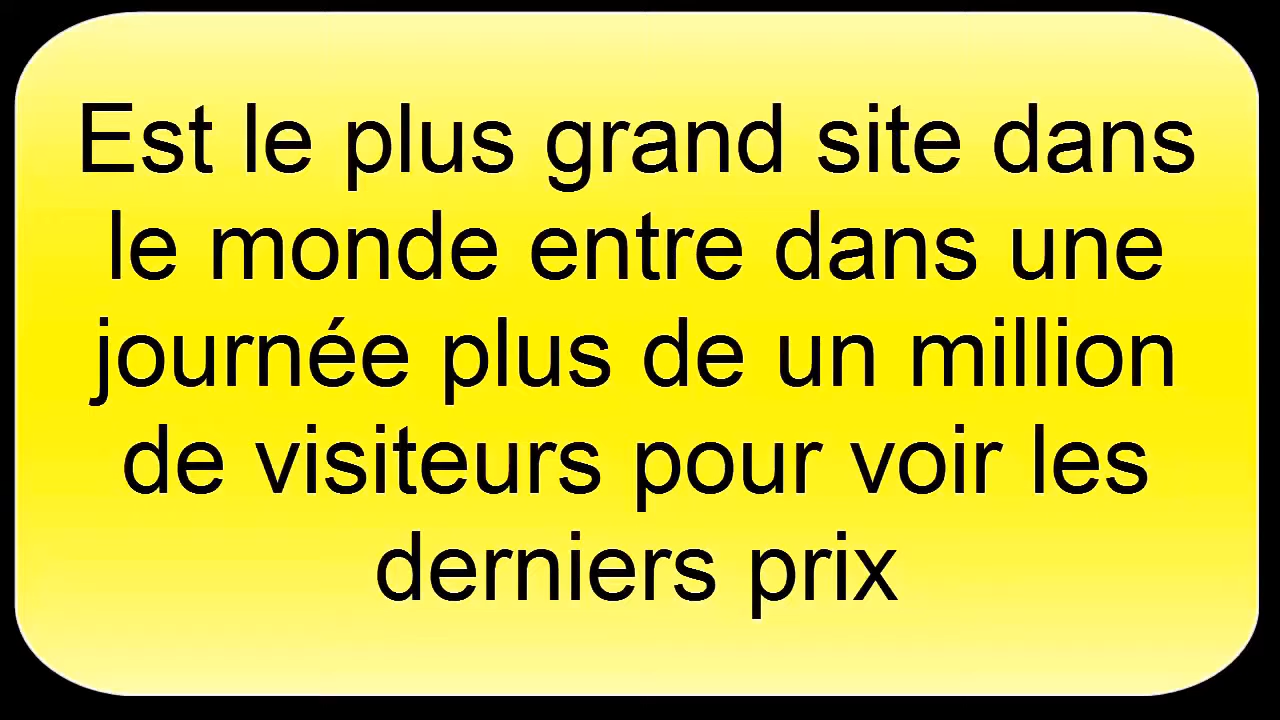 Est le plus grand site dans
le monde entre dans une
journée plus de un million
de visiteurs pour voir les
derniers prix